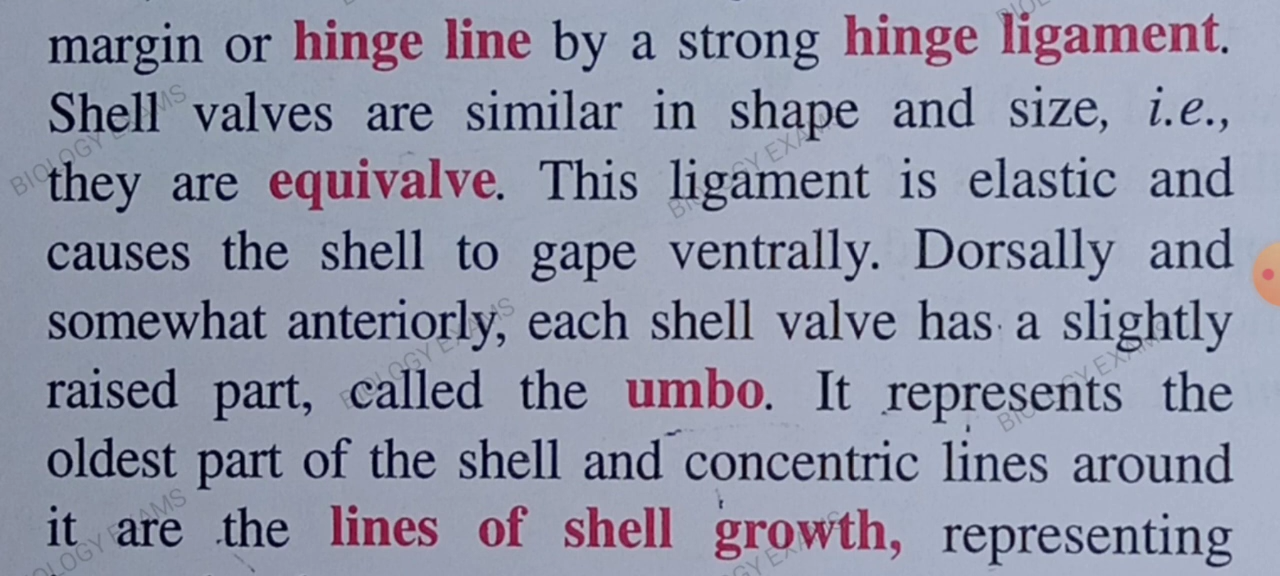 margin or hinge line by a strong hinge ligament.
Shell valves are similar in shape and size, i.e.,
they are equivalve. This ligament is elastic and
causes the shell to gape ventrally. Dorsally and
somewhat anteriorly, each shell valve has a slightly
raised part, called the umbo. It represents the
oldest part of the shell and concentric lines around
it are the lines of shell growth, representing
BIOLOGY EXAMS